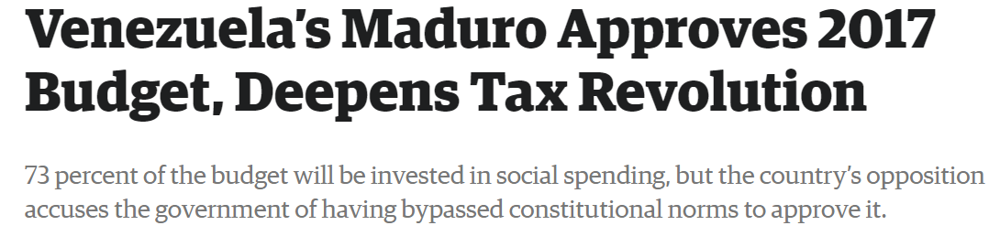 Venezuela’s Maduro Approves 2017
Budget, Deepens Tax Revolution
73 percent of the budget will be invested in social spending, but the country’s opposition
accuses the government of having bypassed constitutional norms to approve it.